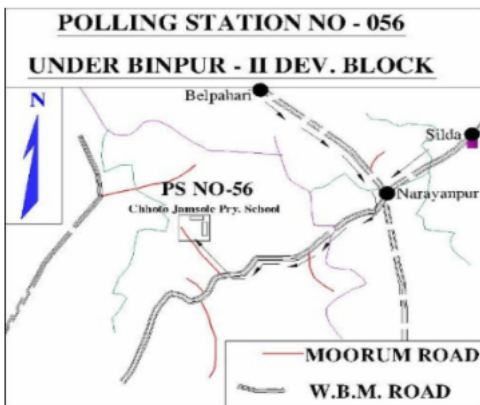 POLLING STATION NO - 056
UNDER BINPUR - II DEV. BLOCK
N
Belpahari
Silda
PS NO-56
Chhoto Jamsole Pry. School
Narayanpur
MOORUM ROAD
W.B.M. ROAD